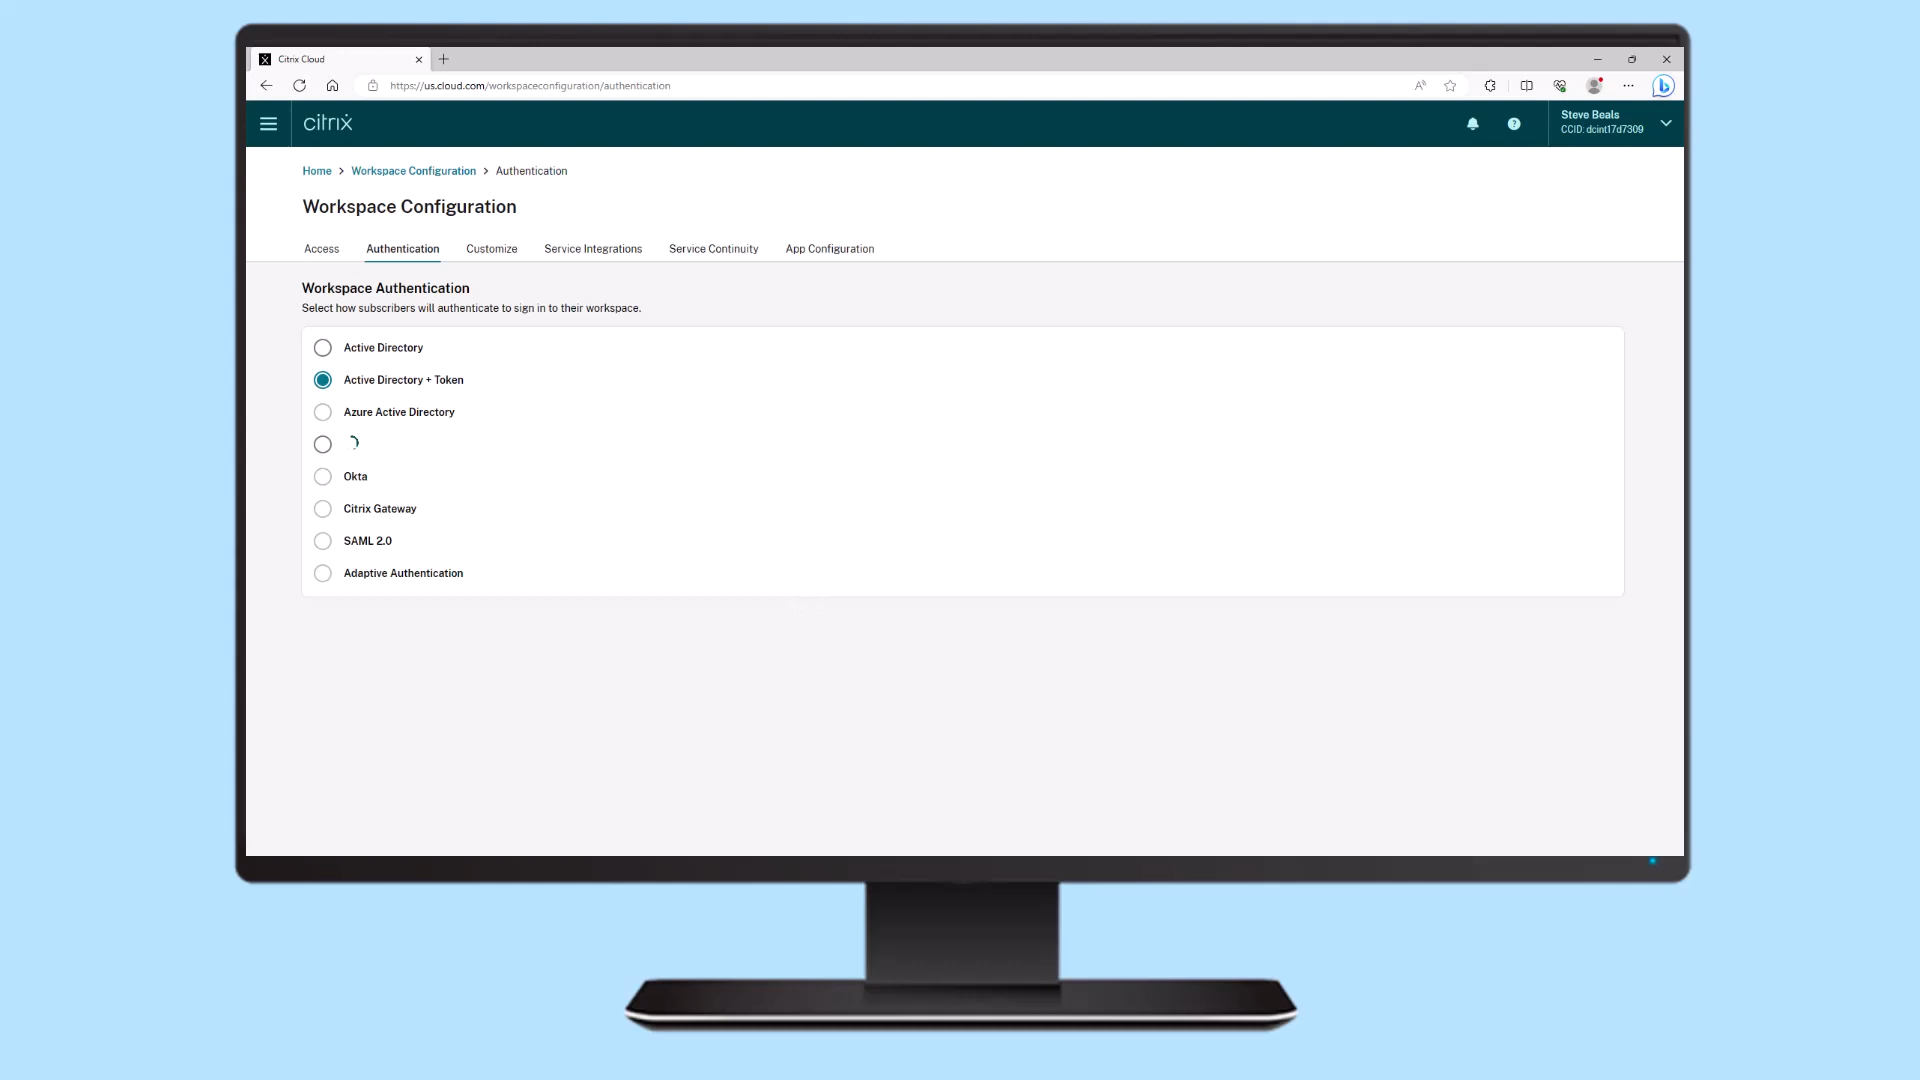 Citrix Cloud
https://us.cloud.com/workspaceconfiguration/authentication
citrix
Steve Beals
CCID: dcint17d7309
Home > Workspace Configuration > Authentication
Workspace Configuration
Access Authentication Customize Service Integrations Service Continuity App Configuration
Workspace Authentication
Select how subscribers will authenticate to sign in to their workspace.
Active Directory
Active Directory + Token
Azure Active Directory
Okta
Citrix Gateway
SAML 2.0
Adaptive Authentication